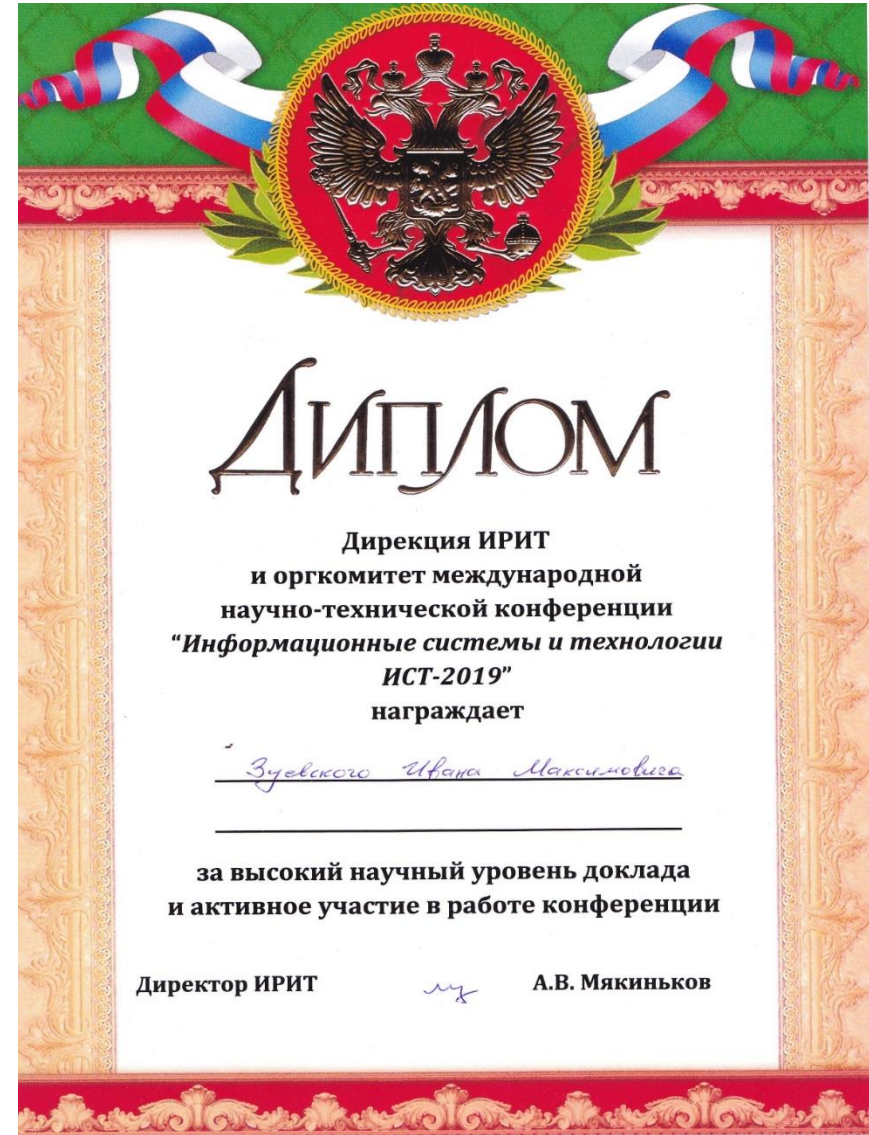 Диплом
Дирекция ИРИТ
и оргкомитет международной
научно-технической конференции
“Информационные системы и технологии
ИСТ-2019”
награждает
Зуевского Ивана Максимовича
за высокий научный уровень доклада
и активное участие в работе конференции
Директор ИРИТ А.В. Мякиньков